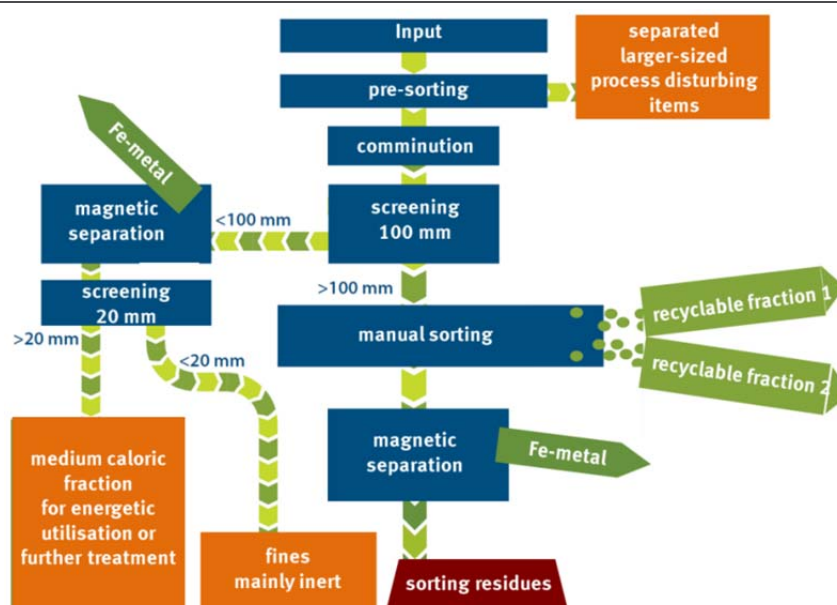 Input
separated
larger-sized
process disturbing
items
pre-sorting
comminution
Fe-metal
magnetic
separation
<100 mm
screening
100 mm
screening
20 mm
>100 mm
>20 mm
<20 mm
manual sorting
recyclable fraction 1
recyclable fraction 2
magnetic
separation
Fe-metal
medium caloric
fraction
for energetic
utilisation or
further treatment
fines
mainly inert
sorting residues